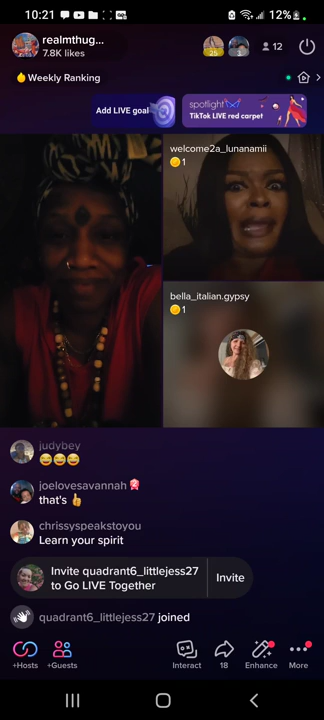 10:21
12%
realmthug...
7.8K likes
25
1
12
Weekly Ranking
Add LIVE goal
spotlight
TikTok LIVE red carpet
welcome2a_lunanamii
1
bella_italian.gypsy
1
judybey
joelovesavannah
that's
chrissyspeakstoyou
Learn your spirit
Invite quadrant6_littlejess27
to Go LIVE Together
Invite
quadrant6_littlejess27 joined
+Hosts
+Guests
Interact
18
Enhance
More